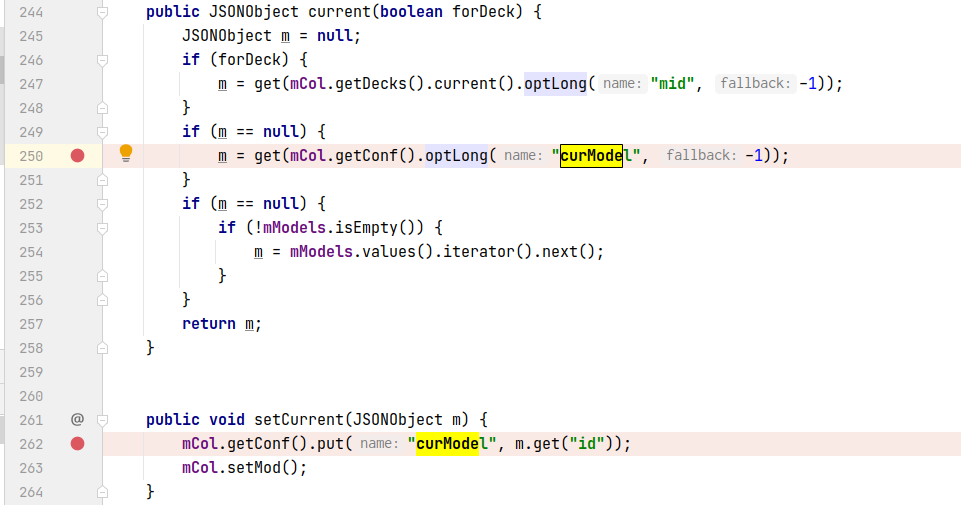 244 public JSONObject current(boolean forDeck) {
245 JSONObject m = null;
246 if (forDeck) {
247 m = get(mCol.getDecks().current().optLong( name: "mid", fallback: -1));
248 }
249 if (m == null) {
250 m = get(mCol.getConf().optLong( name: "curModel", fallback: -1));
251 }
252 if (m == null) {
253 if (!mModels.isEmpty()) {
254 m = mModels.values().iterator().next();
255 }
256 }
257 return m;
258 }
259
260
261 @ public void setCurrent(JSONObject m) {
262 mCol.getConf().put( name: "curModel", m.get("id"));
263 mCol.setMod();
264 }